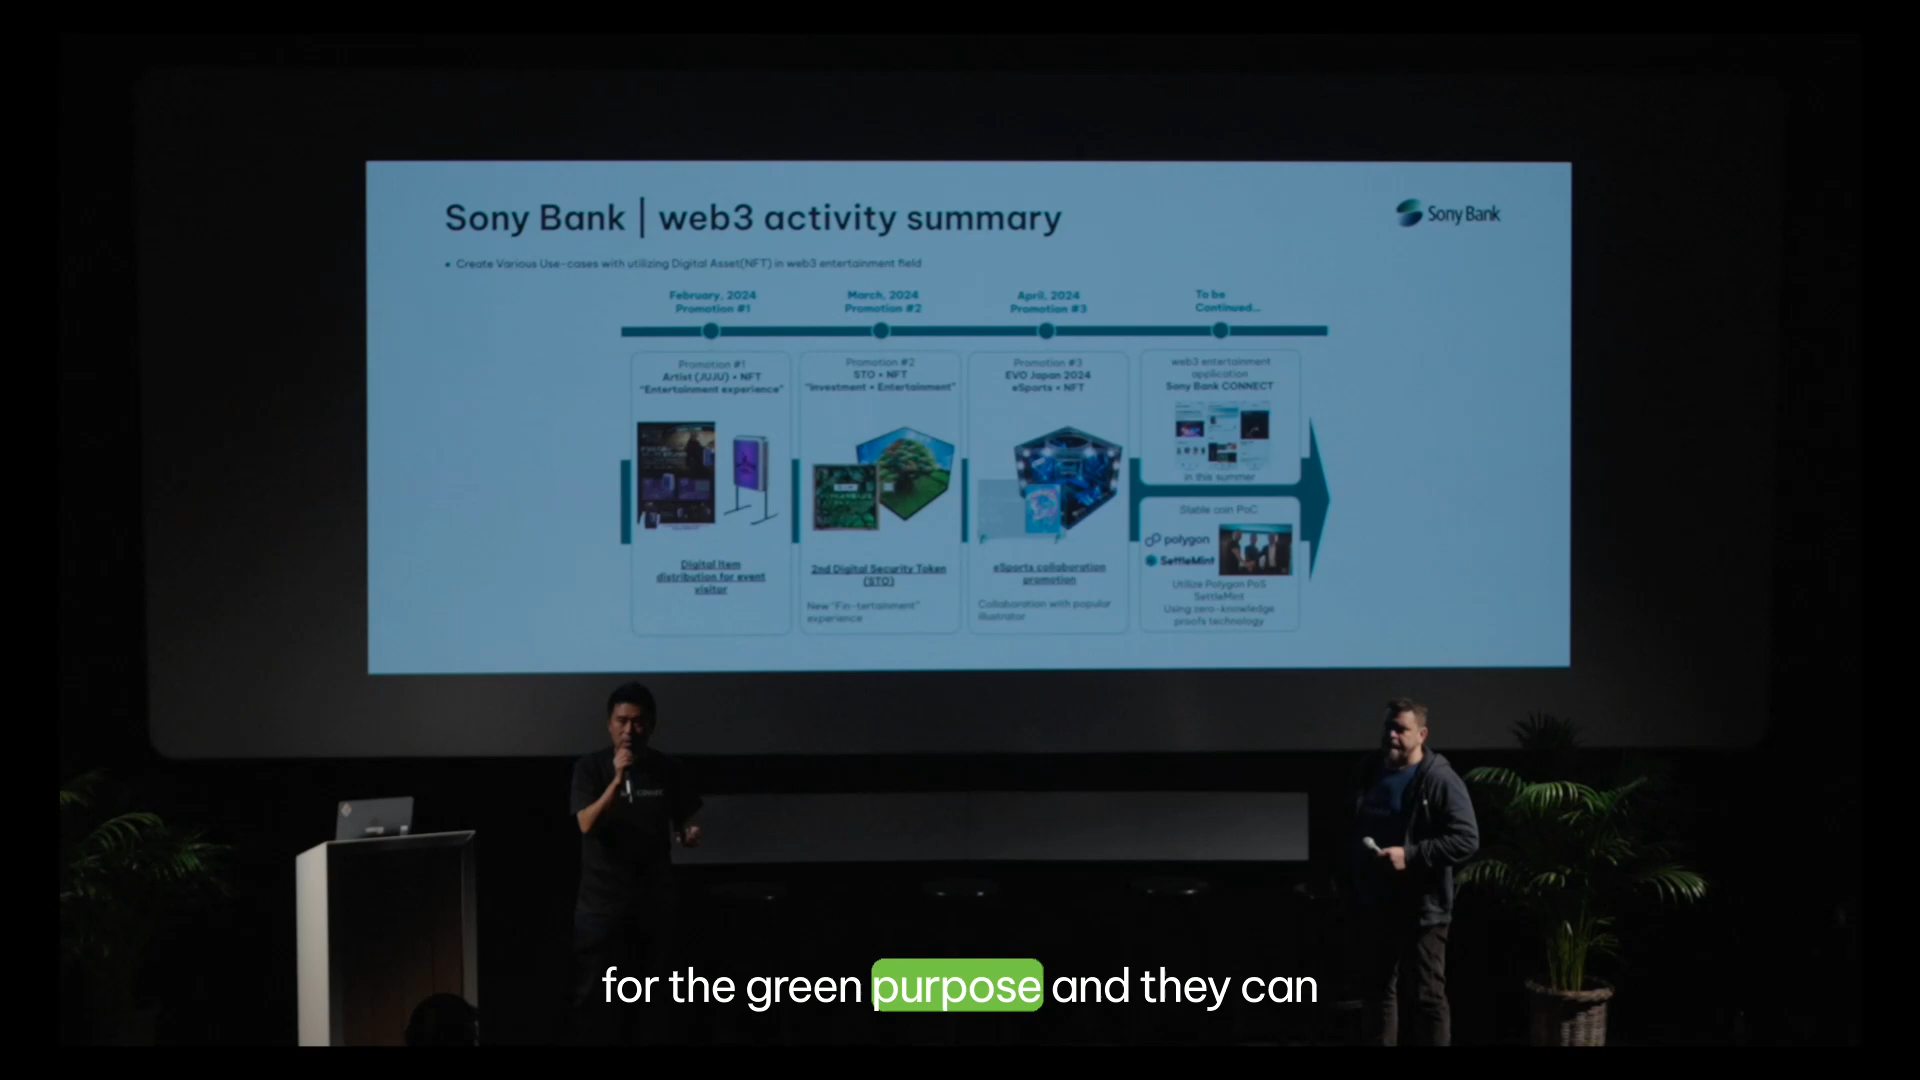 Sony Bank | web3 activity summary
Sony Bank
• Create Various Use-cases with utilizing Digital Asset(NFT) in web3 entertainment field
February, 2024
Promotion #1
March, 2024
Promotion #2
April, 2024
Promotion #3
To be
Continued...
Promotion #1
Artist (JUJU) × NFT
"Entertainment experience"
Digital Item
distribution for event
visitor
Promotion #2
STO × NFT
"Investment × Entertainment"
2nd Digital Security Token
(STO)
New "Fin-tertainment"
experience
Promotion #3
EVO Japan 2024
eSports × NFT
eSports collaboration
promotion
Collaboration with popular
illustrator
web3 entertainment
application
Sony Bank CONNECT
in this summer
Stable coin PoC
polygon
SettleMint
Utilize Polygon PoS
SettleMint
Using zero-knowledge
proofs technology
for the green purpose and they can